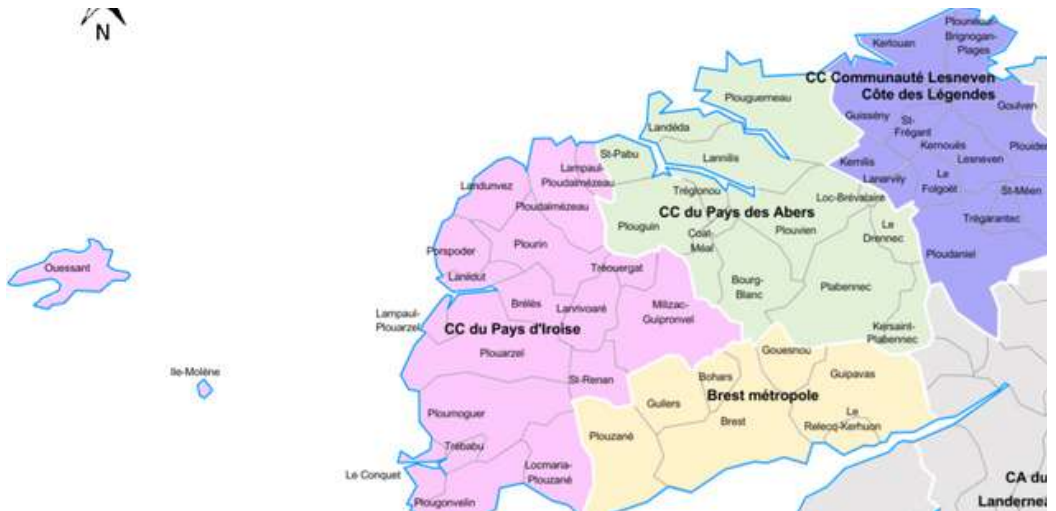 N
Plounéour-
Brignogan-
Plages
Kerlouan
CC Communauté Lesneven
Côte des Légendes
Plouguerneau
Goulven
Guissény
St-
Frégant
Landéda
Kernouës
Plouider
St-Pabu
Lannilis
Lesneven
Kernilis
Lampaul-
Ploudalmézeau
Lanarvily
Le
Folgoët
Landunvez
Tréglonou
Loc-Brévalaire
St-Méen
Ploudalmézeau
CC du Pays des Abers
Trégarantec
Plouguin
Coat-
Méal
Plouvien
Le
Drennec
Porspoder
Plourin
Ploudaniel
Ouessant
Tréouergat
Lanildut
Bourg-
Blanc
Plabennec
Brélès
Lanrivoaré
Milizac-
Guipronvel
Lampaul-
Plouarzel
CC du Pays d'Iroise
Kersaint-
Plabennec
Plouarzel
Gouesnou
Ile-Molène
St-Renan
Bohars
Guipavas
Brest métropole
Guilers
Ploumoguer
Le
Relecq-Kerhuon
Brest
Plouzané
Trébabu
Le Conquet
Locmaria-
Plouzané
CA du
Plougonvelin
Landernea